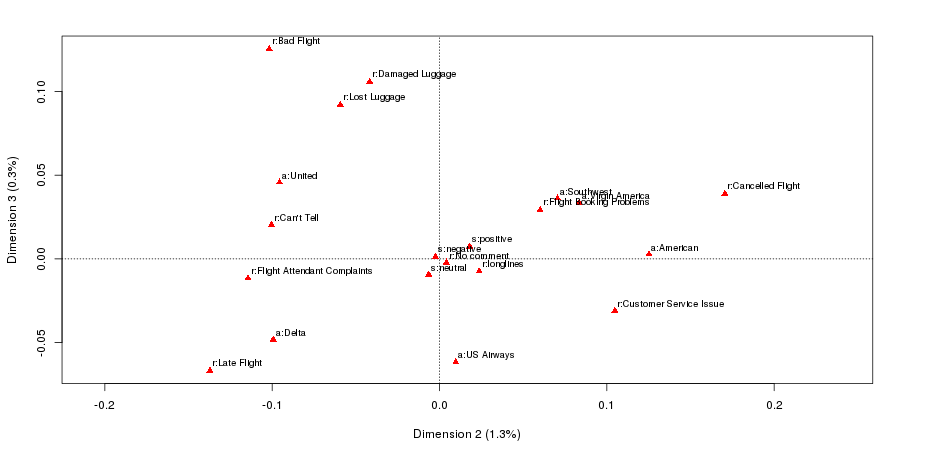 r:Bad Flight
r:Damaged Luggage
r:Lost Luggage
a:United
r:Cancelled Flight
a:Southwest
a:Virgin America
r:Flight Booking Problems
r:Can't Tell
s:positive
s:negative
a:American
r:No comment
r:longlines
s:neutral
r:Flight Attendant Complaints
r:Customer Service Issue
a:Delta
a:US Airways
r:Late Flight
0.10
0.05
0.00
-0.05
Dimension 3 (0.3%)
-0.2 -0.1 0.0 0.1 0.2
Dimension 2 (1.3%)